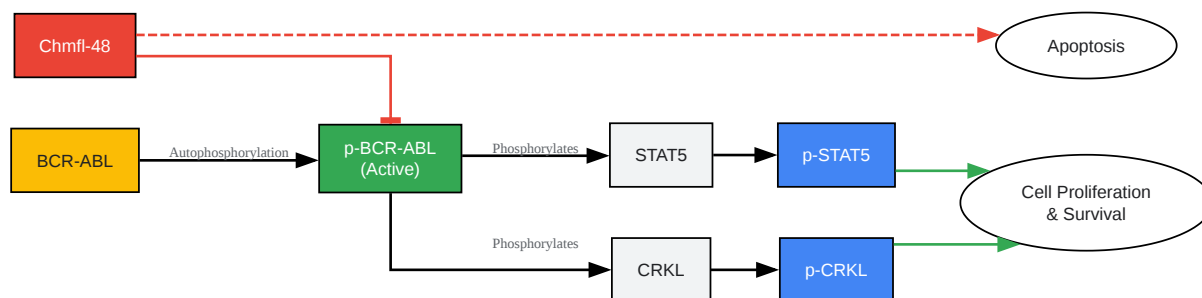 Chmfl-48
Apoptosis
BCR-ABL
Autophosphorylation
p-BCR-ABL
(Active)
Phosphorylates
STAT5
p-STAT5
Cell Proliferation
& Survival
Phosphorylates
CRKL
p-CRKL